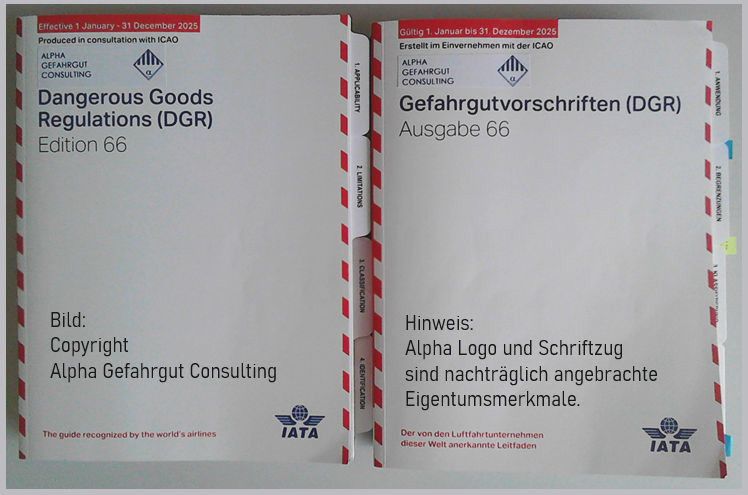 Effective 1 January - 31 December 2025
Produced in consultation with ICAO
ALPHA
GEFAHRGUT
CONSULTING
α
Dangerous Goods
Regulations (DGR)
Edition 66
1. APPLICABILITY
2. LIMITATIONS
3. CLASSIFICATION
4. IDENTIFICATION
Bild:
Copyright
Alpha Gefahrgut Consulting
The guide recognized by the world's airlines
IATA
Gültig 1. Januar bis 31. Dezember 2025
Erstellt im Einvernehmen mit der ICAO
ALPHA
GEFAHRGUT
CONSULTING
α
Gefahrgutvorschriften (DGR)
Ausgabe 66
1. ANWENDUNG
2. BEGRENZUNGEN
Hinweis:
Alpha Logo und Schriftzug
sind nachträglich angebrachte
Eigentumsmerkmale.
Der von den Luftfahrtunternehmen
dieser Welt anerkannte Leitfaden
IATA